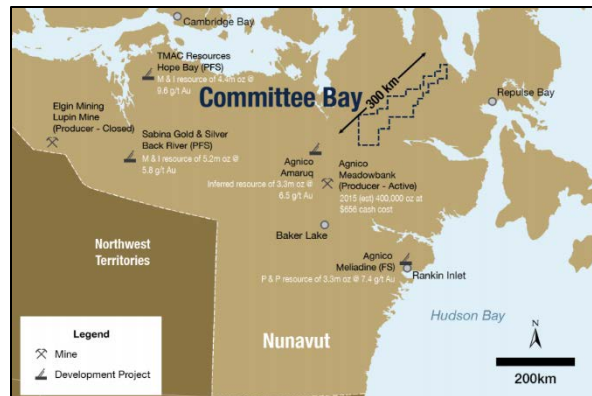 Cambridge Bay
TMAC Resources
Hope Bay (PFS)
M & I resource of 4.4m oz @
9.6 g/t Au
Committee Bay
300 km
Repulse Bay
Elgin Mining
Lupin Mine
(Producer - Closed)
Sabina Gold & Silver
Back River (PFS)
M & I resource of 5.2m oz @
5.8 g/t Au
Agnico
Amaruq
Inferred resource of 3.3m oz @
6.5 g/t Au
Agnico
Meadowbank
(Producer - Active)
2015 (est) 400,000 oz at
$656 cash cost
Baker Lake
Northwest
Territories
Agnico
Meliadine (FS)
P & P resource of 3.3m oz @ 7.4 g/t Au
Rankin Inlet
Hudson Bay
Nunavut
Legend
Mine
Development Project
N
200km